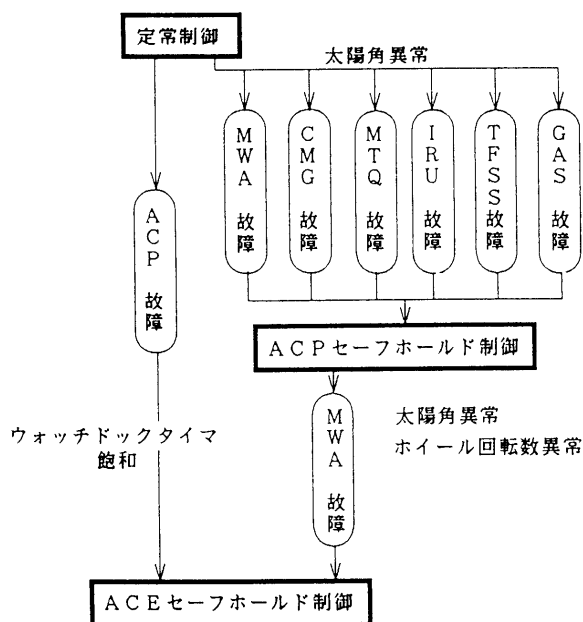 定常制御
太陽角異常
MWA 故障
CMG 故障
MTQ 故障
IRU 故障
TFSS故障
GAS 故障
ACP 故障
ACPセーフホールド制御
MWA 故障
太陽角異常
ホイール回転数異常
ウォッチドックタイマ
飽和
ACEセーフホールド制御